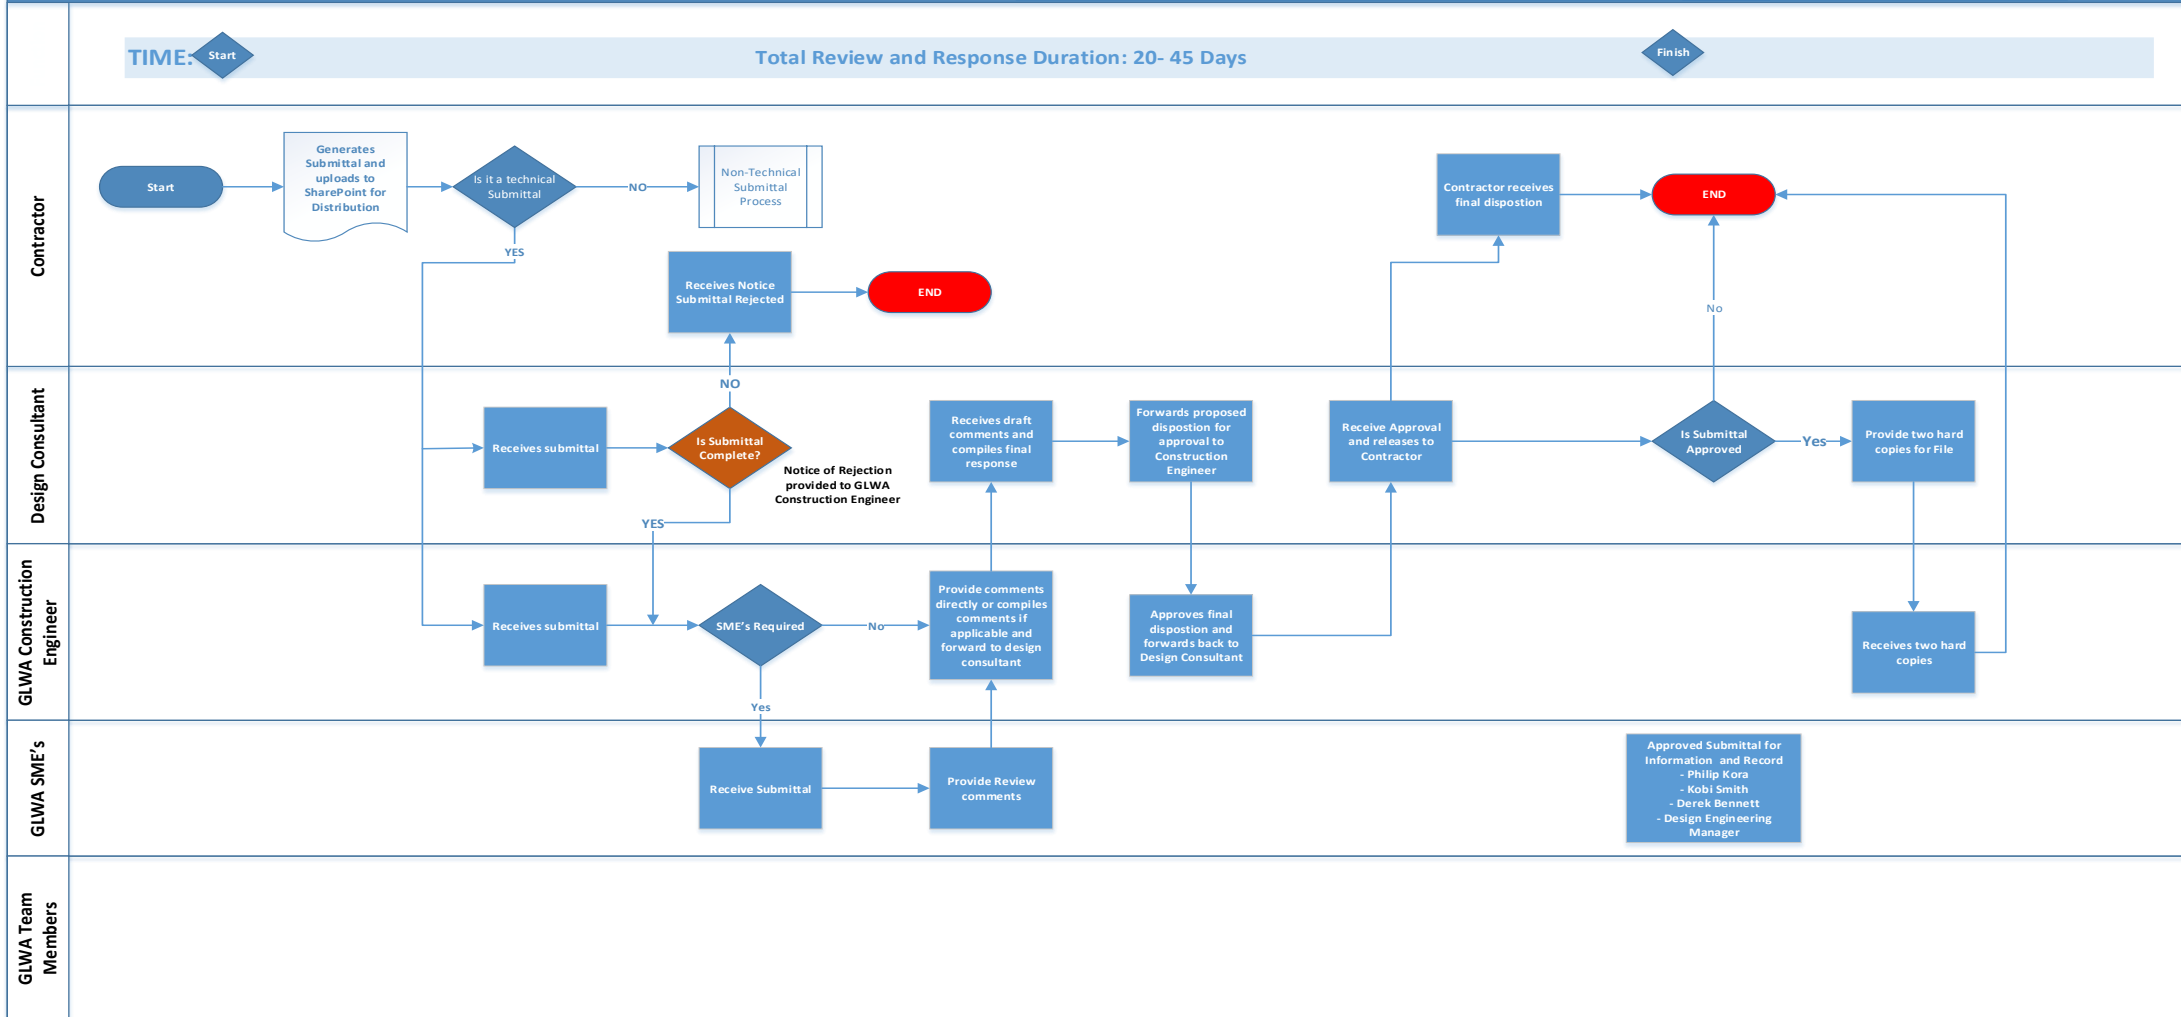 TIME:
Start
Total Review and Response Duration: 20- 45 Days
Finish
Contractor
Start
Generates
Submittal and
uploads to
SharePoint for
Distribution
Is it a technical
Submittal
NO
Non-Technical
Submittal
Process
YES
Receives Notice
Submittal Rejected
END
Contractor receives
final dispostion
END
No
Design Consultant
NO
Receives submittal
Is Submittal
Complete?
Notice of Rejection
provided to GLWA
Construction Engineer
YES
Receives draft
comments and
compiles final
response
Forwards proposed
dispostion for
approval to
Construction
Engineer
Receive Approval
and releases to
Contractor
Is Submittal
Approved
Yes
Provide two hard
copies for File
GLWA Construction
Engineer
Receives submittal
SME's Required
No
Provide comments
directly or compiles
comments if
applicable and
forward to design
consultant
Approves final
dispostion and
forwards back to
Design Consultant
Receives two hard
copies
Yes
GLWA SME's
Receive Submittal
Provide Review
comments
Approved Submittal for
Information  and Record
- Philip Kora
- Kobi Smith
- Derek Bennett
- Design Engineering
Manager
GLWA Team
Members